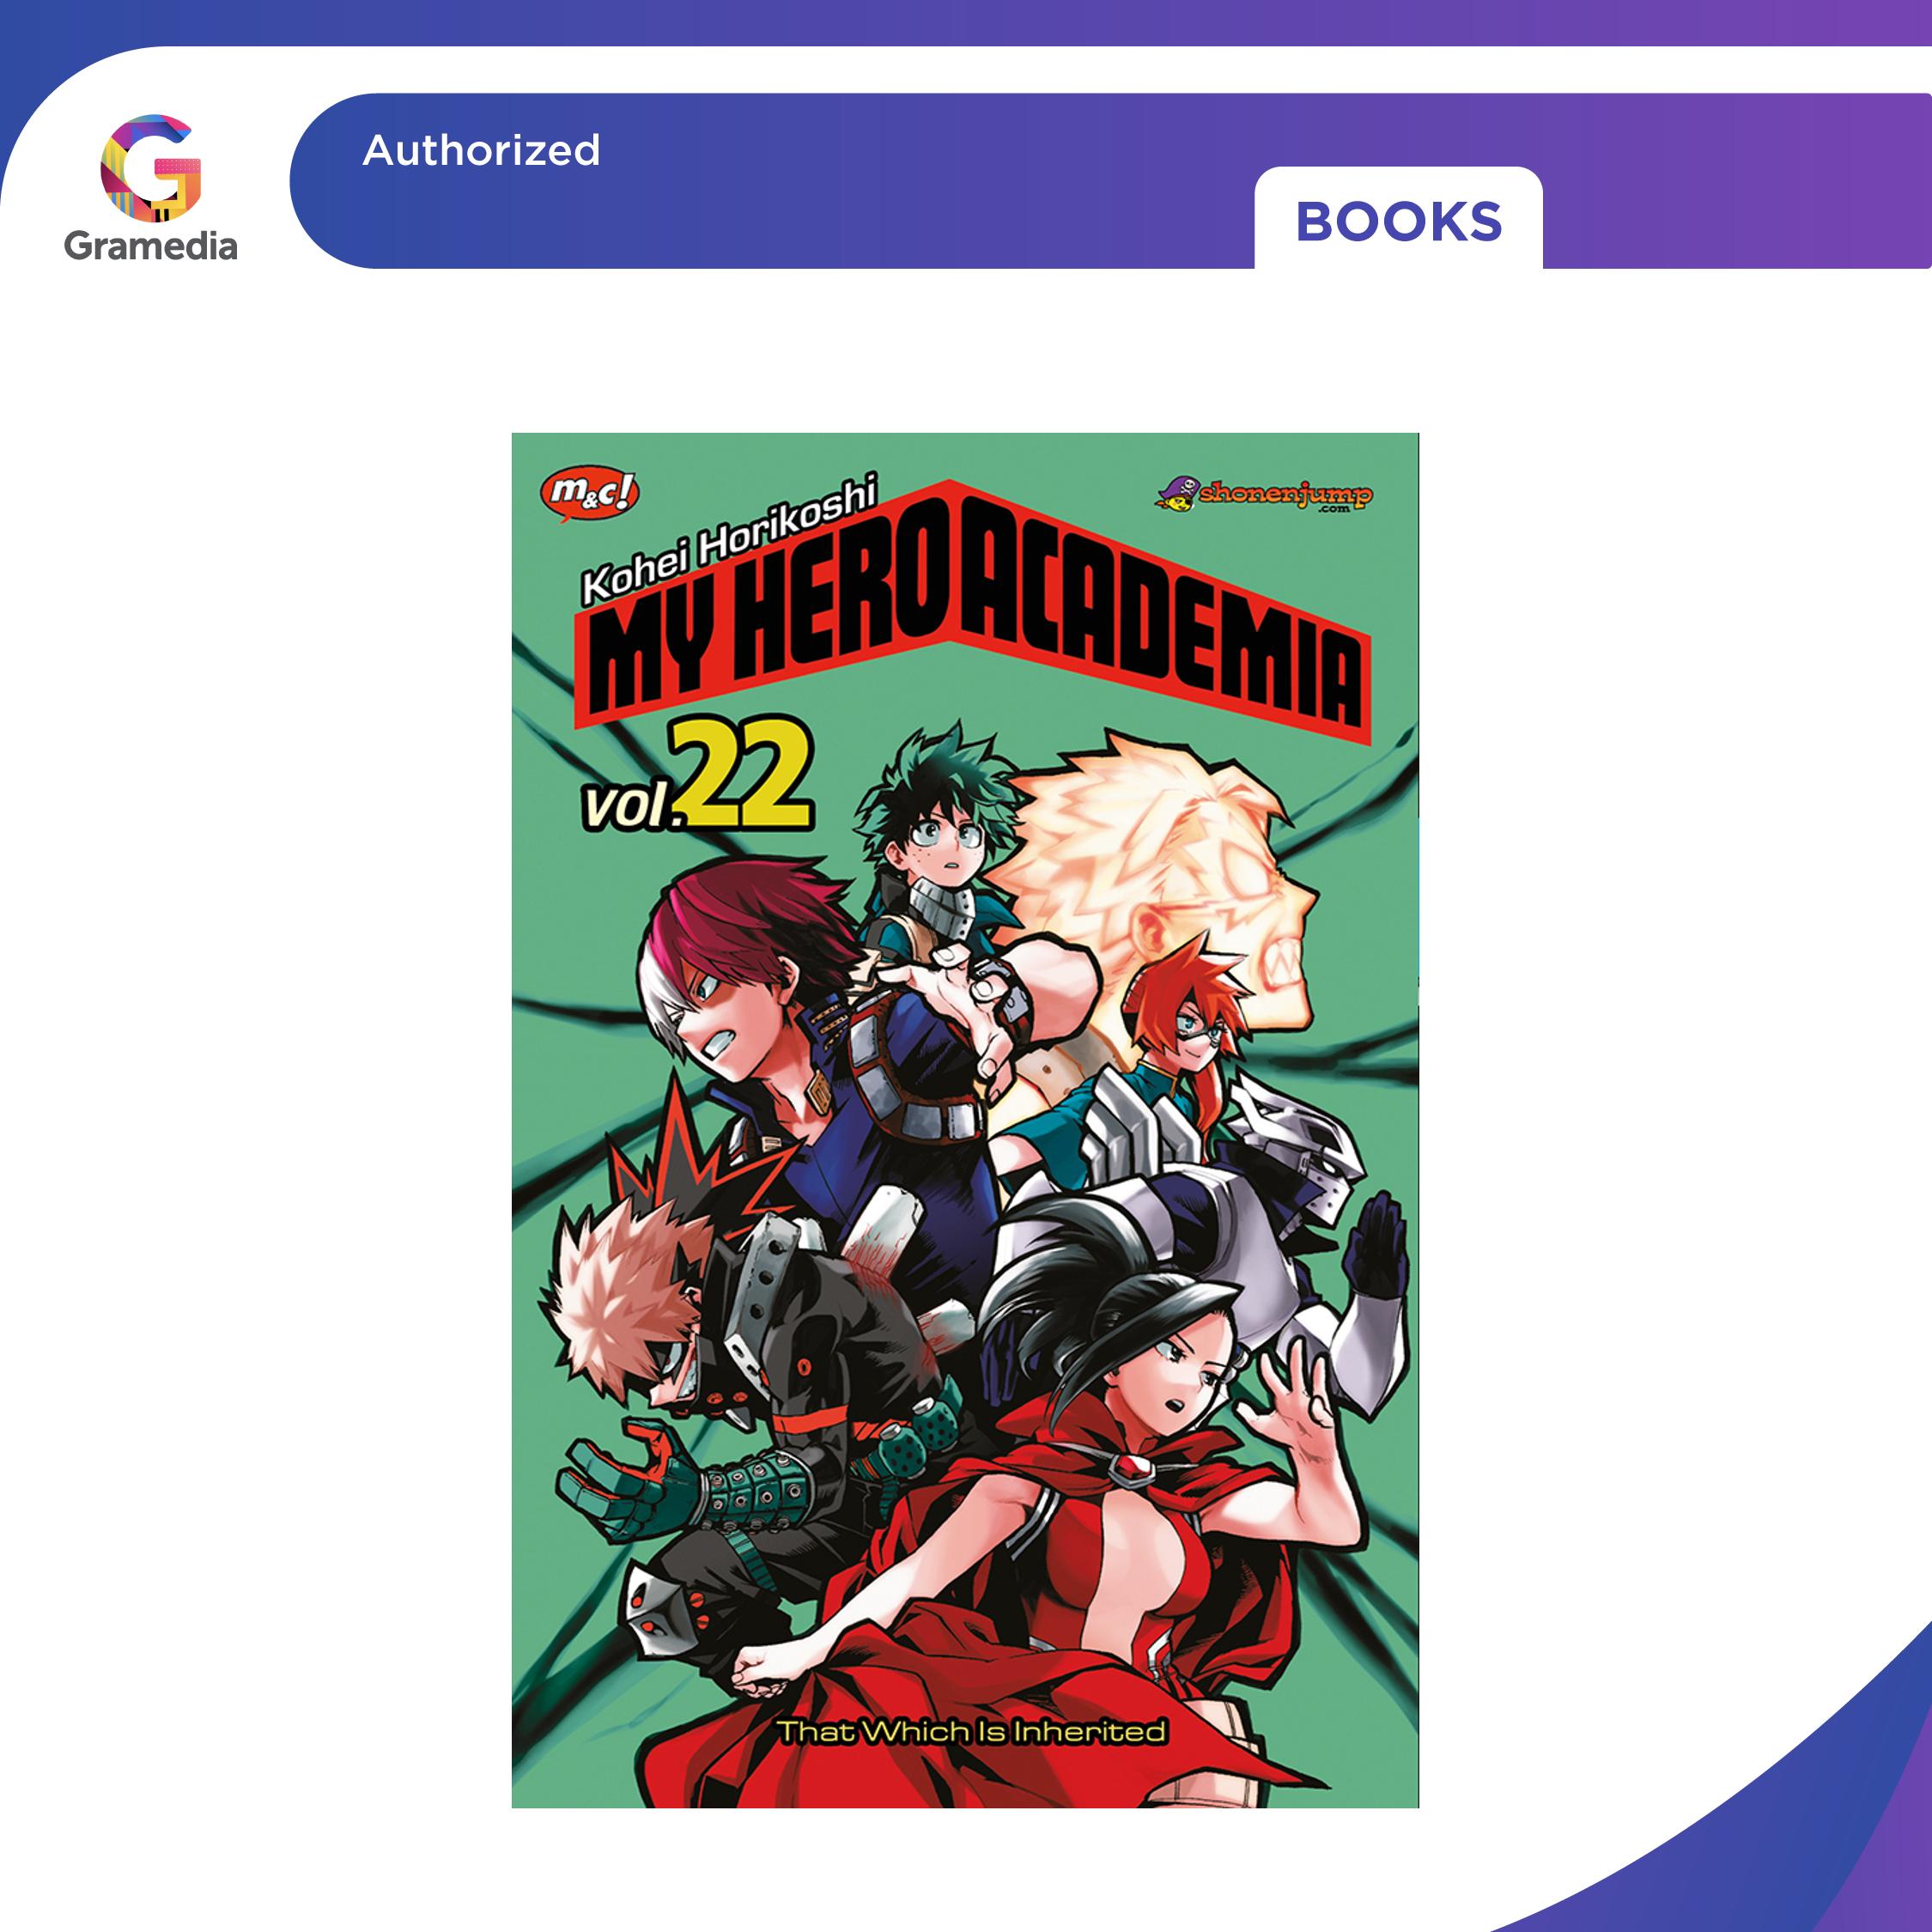 Authorized
Gramedia
BOOKS
m&c!
shonenjump
.com
Kohei Horikoshi
MY HERO ACADEMIA
vol.22
That Which Is Inherited